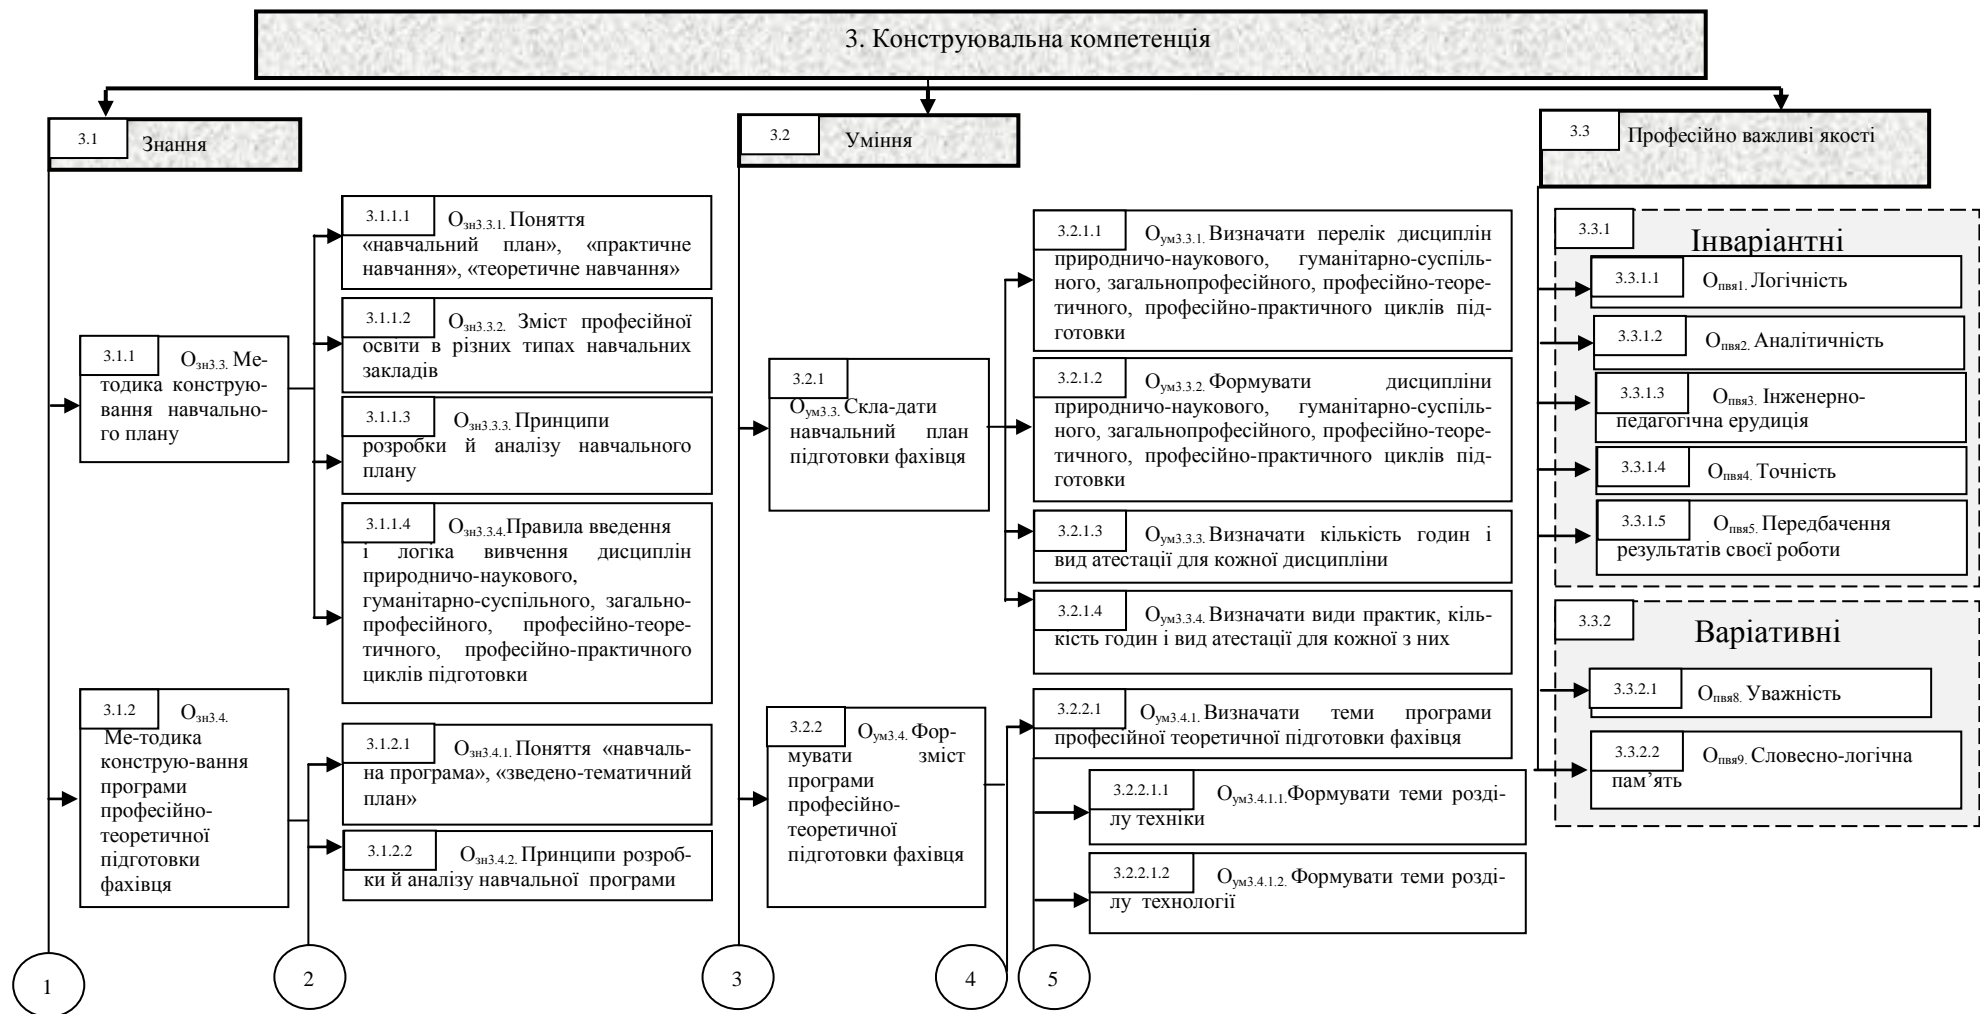 3. Конструювальна компетенція
3.1
Знання
3.1.1
Озн3.3. Ме-
тодика конструю-
вання навчально-
го плану
3.1.1.1
Озн3.3.1. Поняття
«навчальний план», «практичне
навчання», «теоретичне навчання»
3.1.1.2
Озн3.3.2. Зміст професійної
освіти в різних типах навчальних
закладів
3.1.1.3
Озн3.3.3. Принципи
розробки й аналізу навчального
плану
3.1.1.4
Озн3.3.4. Правила введення
і логіка вивчення дисциплін
природничо-наукового,
гуманітарно-суспільного, загально-
професійного, професійно-теоре-
тичного, професійно-практичного
циклів підготовки
3.1.2
Озн3.4.
Ме-тодика
конструю-вання
програми
професійно-
теоретичної
підготовки
фахівця
3.1.2.1
Озн3.4.1. Поняття «навчаль-
на програма», «зведено-тематичний
план»
3.1.2.2
Озн3.4.2. Принципи розроб-
ки й аналізу навчальної програми
1
2
3.2
Уміння
3.2.1
Оум3.3. Скла-дати
навчальний план
підготовки фахівця
3.2.1.1
Оум3.3.1. Визначати перелік дисциплін
природничо-наукового, гуманітарно-суспіль-
ного, загальнопрофесійного, професійно-теоре-
тичного, професійно-практичного циклів під-
готовки
3.2.1.2
Оум3.3.2. Формувати дисципліни
природничо-наукового, гуманітарно-суспіль-
ного, загальнопрофесійного, професійно-теоре-
тичного, професійно-практичного циклів під-
готовки
3.2.1.3
Оум3.3.3. Визначати кількість годин і
вид атестації для кожної дисципліни
3.2.1.4
Оум3.3.4. Визначати види практик, кіль-
кість годин і вид атестації для кожної з них
3.2.2
Оум3.4. Фор-
мувати зміст
програми
професійно-
теоретичної
підготовки фахівця
3.2.2.1
Оум3.4.1. Визначати теми програми
професійної теоретичної підготовки фахівця
3.2.2.1.1
Оум3.4.1.1. Формувати теми розді-
лу техніки
3.2.2.1.2
Оум3.4.1.2. Формувати теми розді-
лу технології
3
4
5
3.3
Професійно важливі якості
3.3.1
Інваріантні
3.3.1.1
Опвя1. Логічність
3.3.1.2
Опвя2. Аналітичність
3.3.1.3
Опвя3. Інженерно-
педагогічна ерудиція
3.3.1.4
Опвя4. Точність
3.3.1.5
Опвя5. Передбачення
результатів своєї роботи
3.3.2
Варіативні
3.3.2.1
Опвя8. Уважність
3.3.2.2
Опвя9. Словесно-логічна
пам’ять